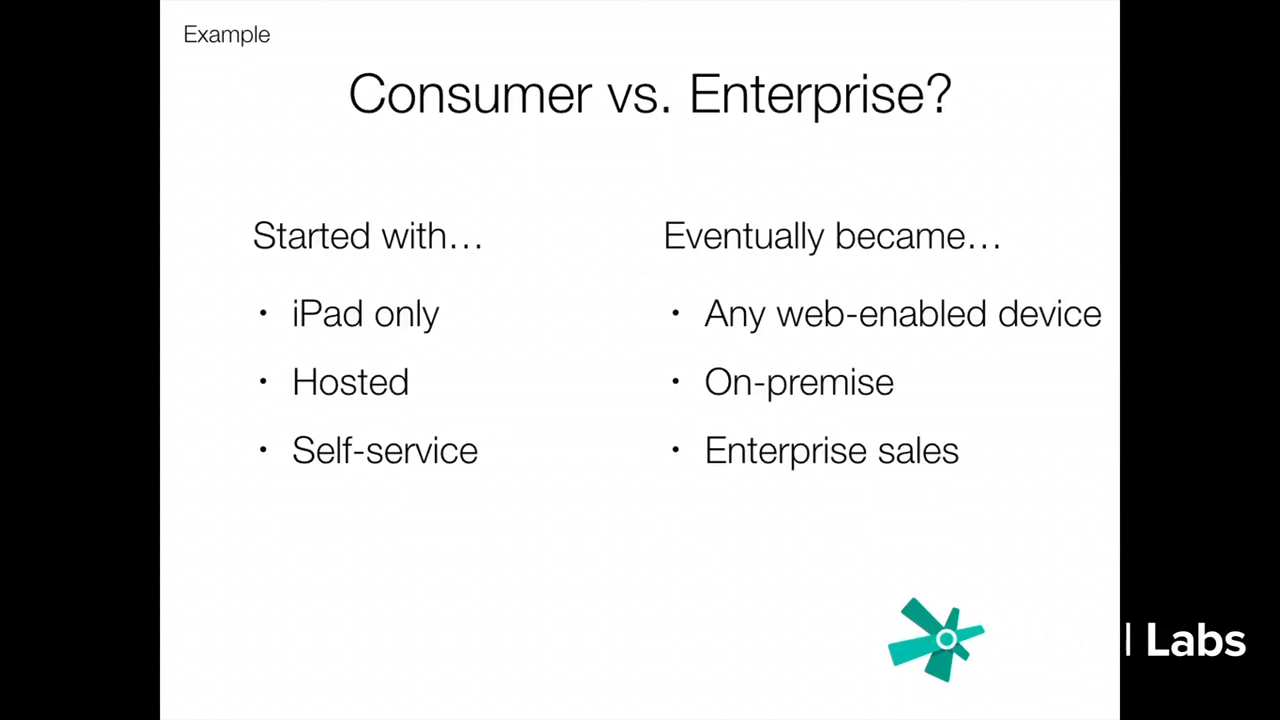 Example
Consumer vs. Enterprise?
Started with…
• iPad only
• Hosted
• Self-service
Eventually became…
• Any web-enabled device
• On-premise
• Enterprise sales
Labs